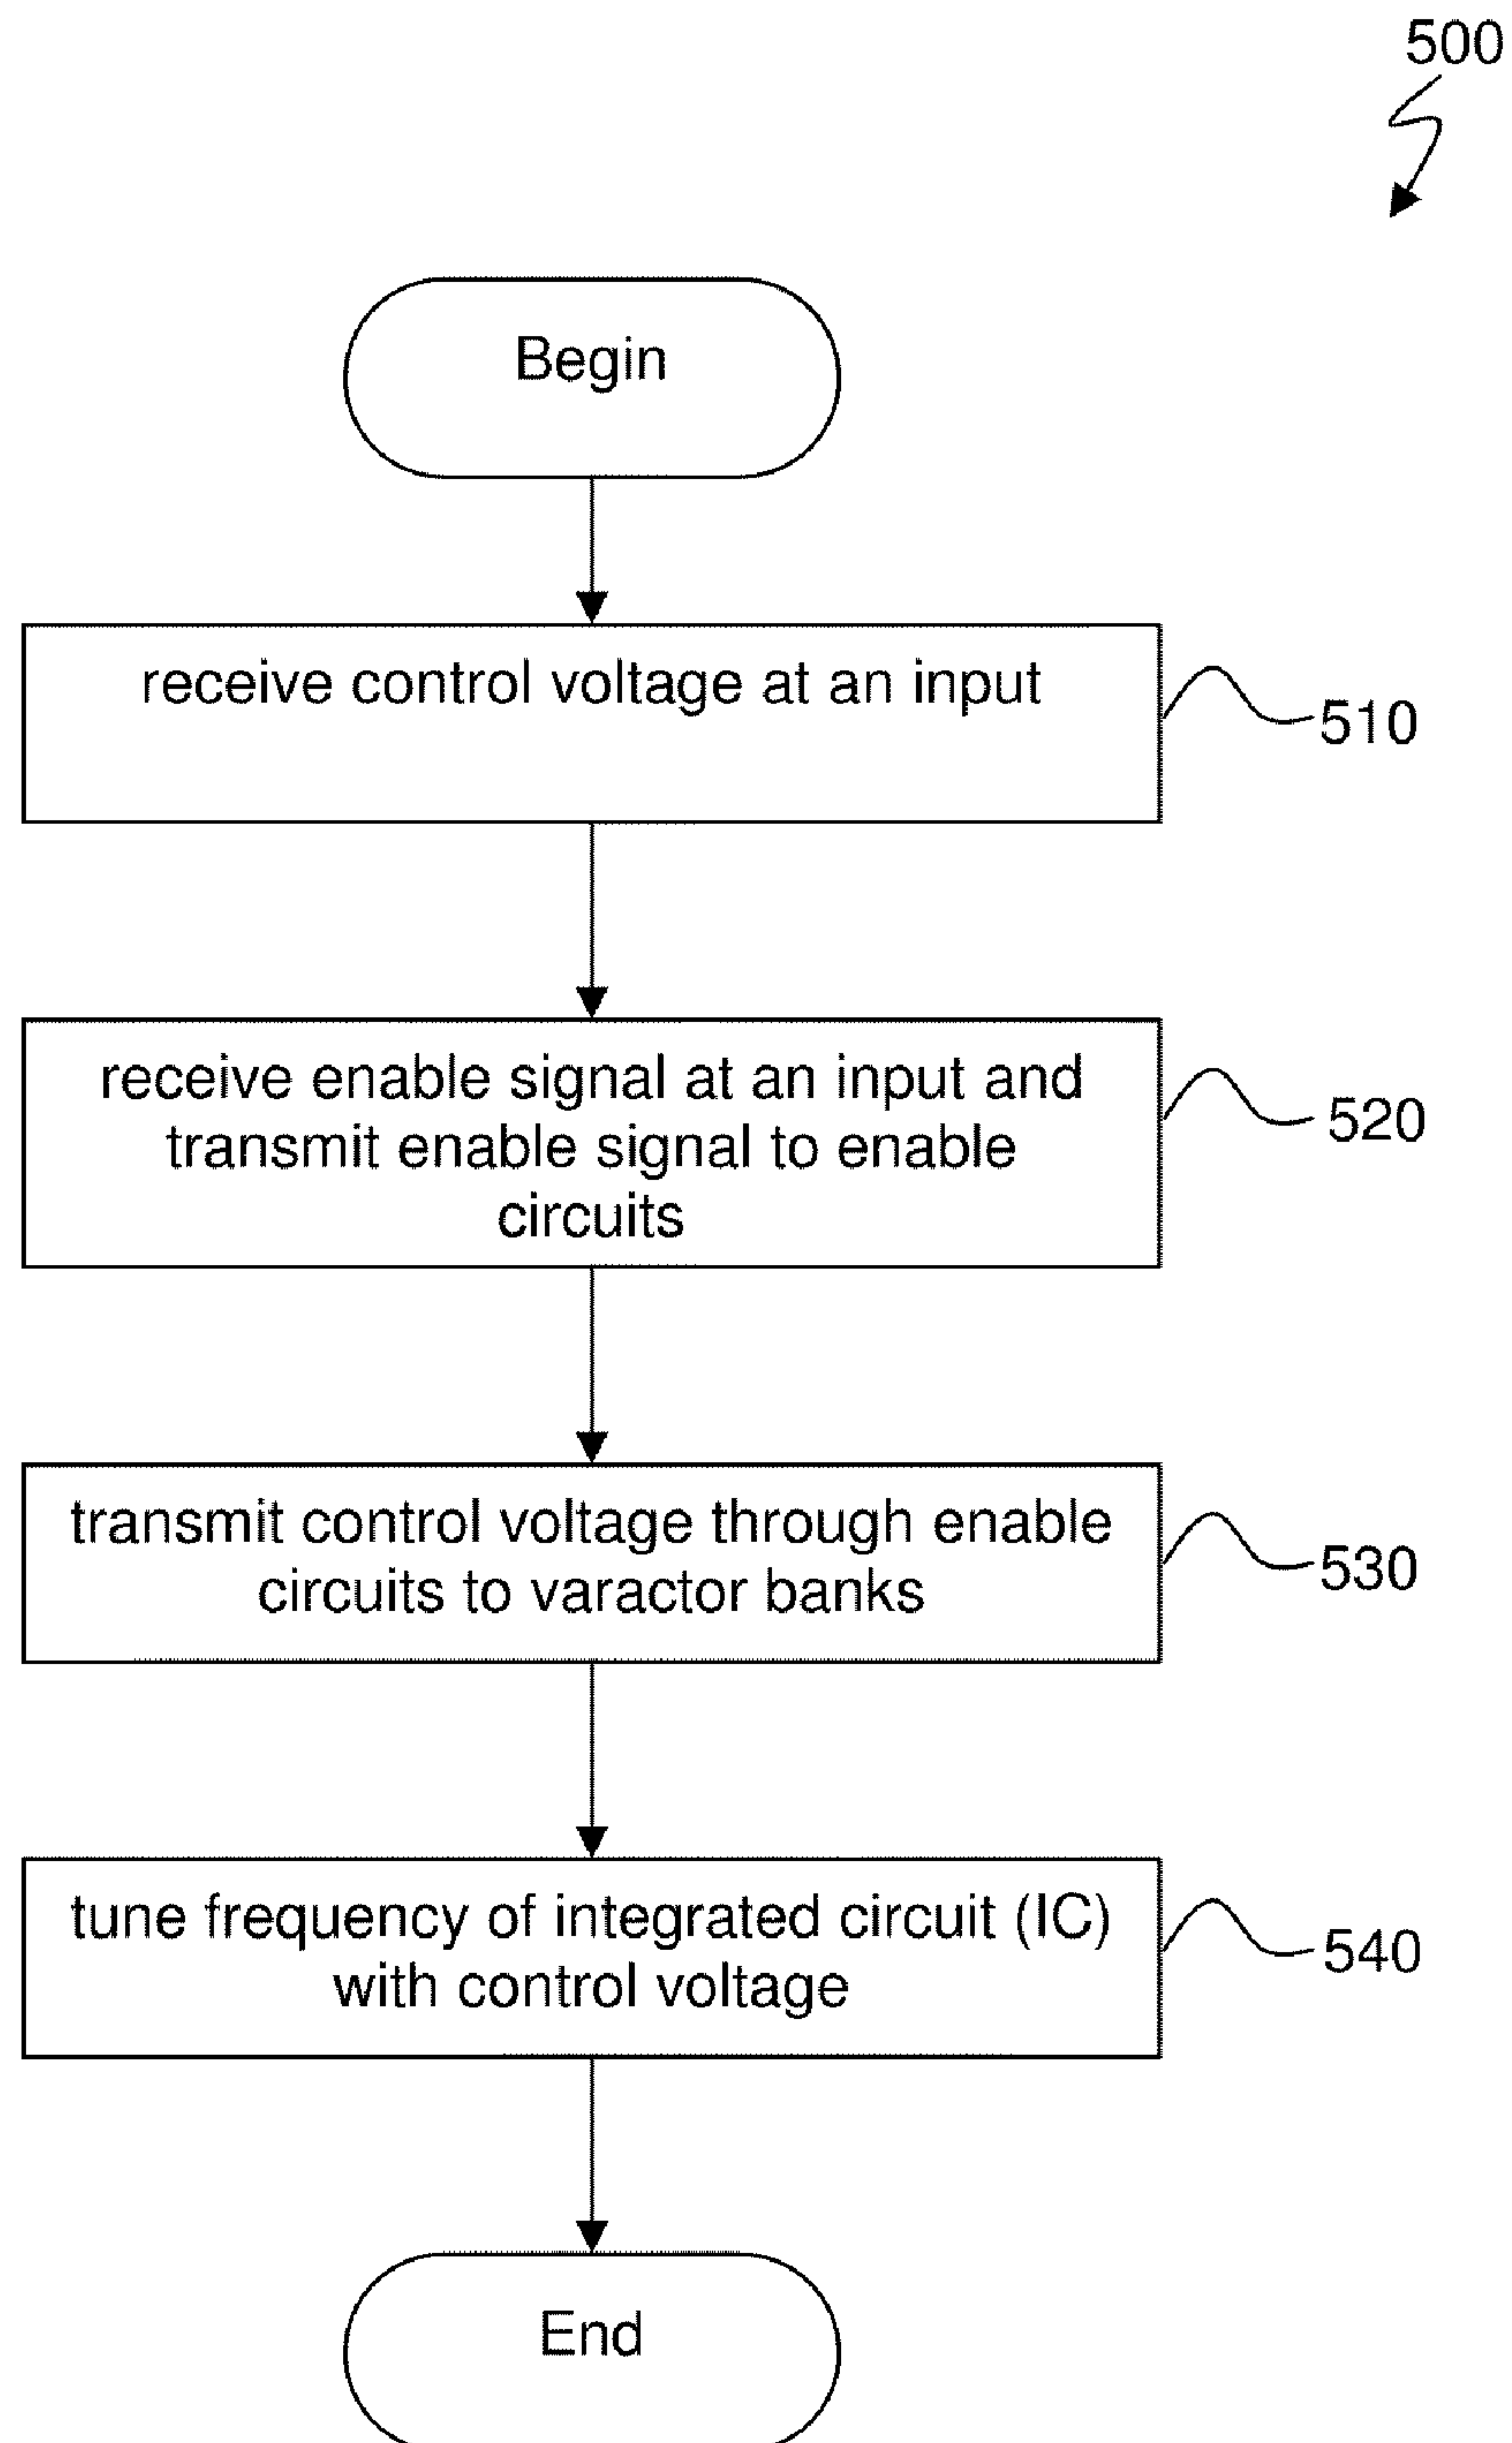 500
Begin
receive control voltage at an input
510
receive enable signal at an input and
transmit enable signal to enable
circuits
520
transmit control voltage through enable
circuits to varactor banks
530
tune frequency of integrated circuit (IC)
with control voltage
540
End